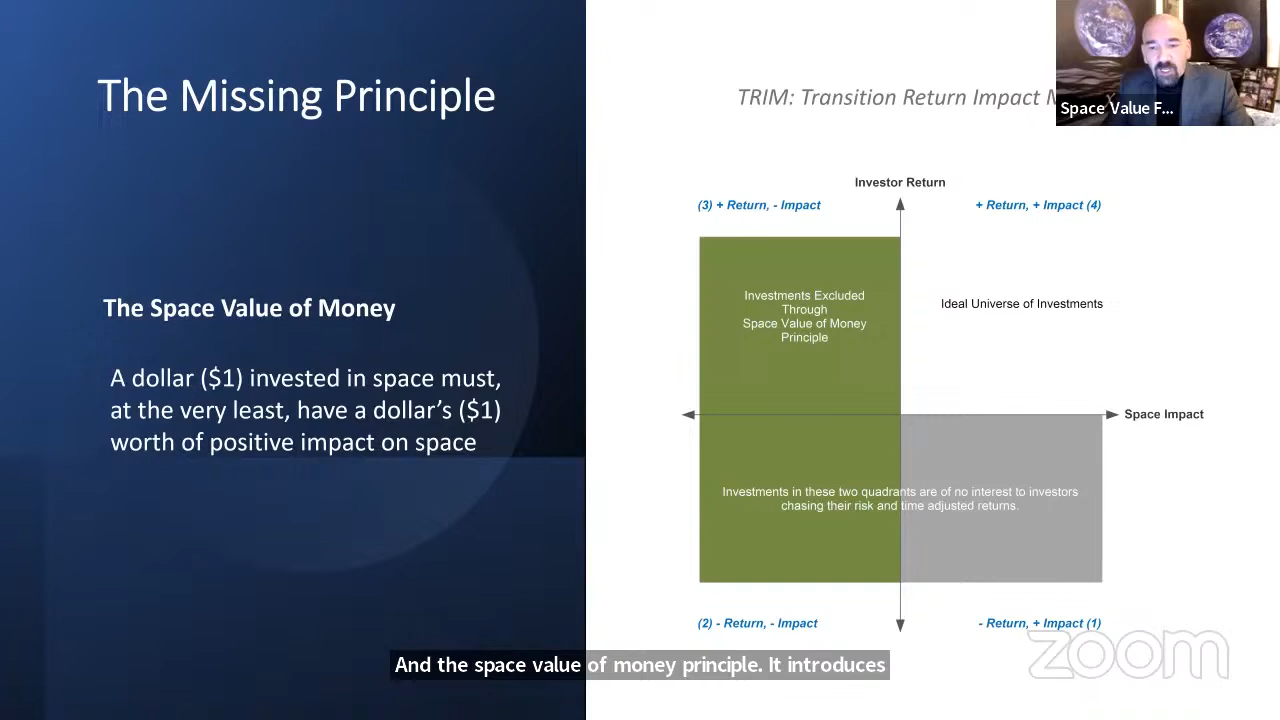 The Missing Principle
The Space Value of Money
A dollar ($1) invested in space must,
at the very least, have a dollar’s ($1)
worth of positive impact on space
TRIM: Transition Return Impact
Space Value F...
Investor Return
(3) + Return, - Impact
+ Return, + Impact (4)
Investments Excluded
Through
Space Value of Money
Principle
Ideal Universe of Investments
Space Impact
Investments in these two quadrants are of no interest to investors
chasing their risk and time adjusted returns.
(2) - Return, - Impact
- Return, + Impact (1)
And the space value of money principle. It introduces
zoom